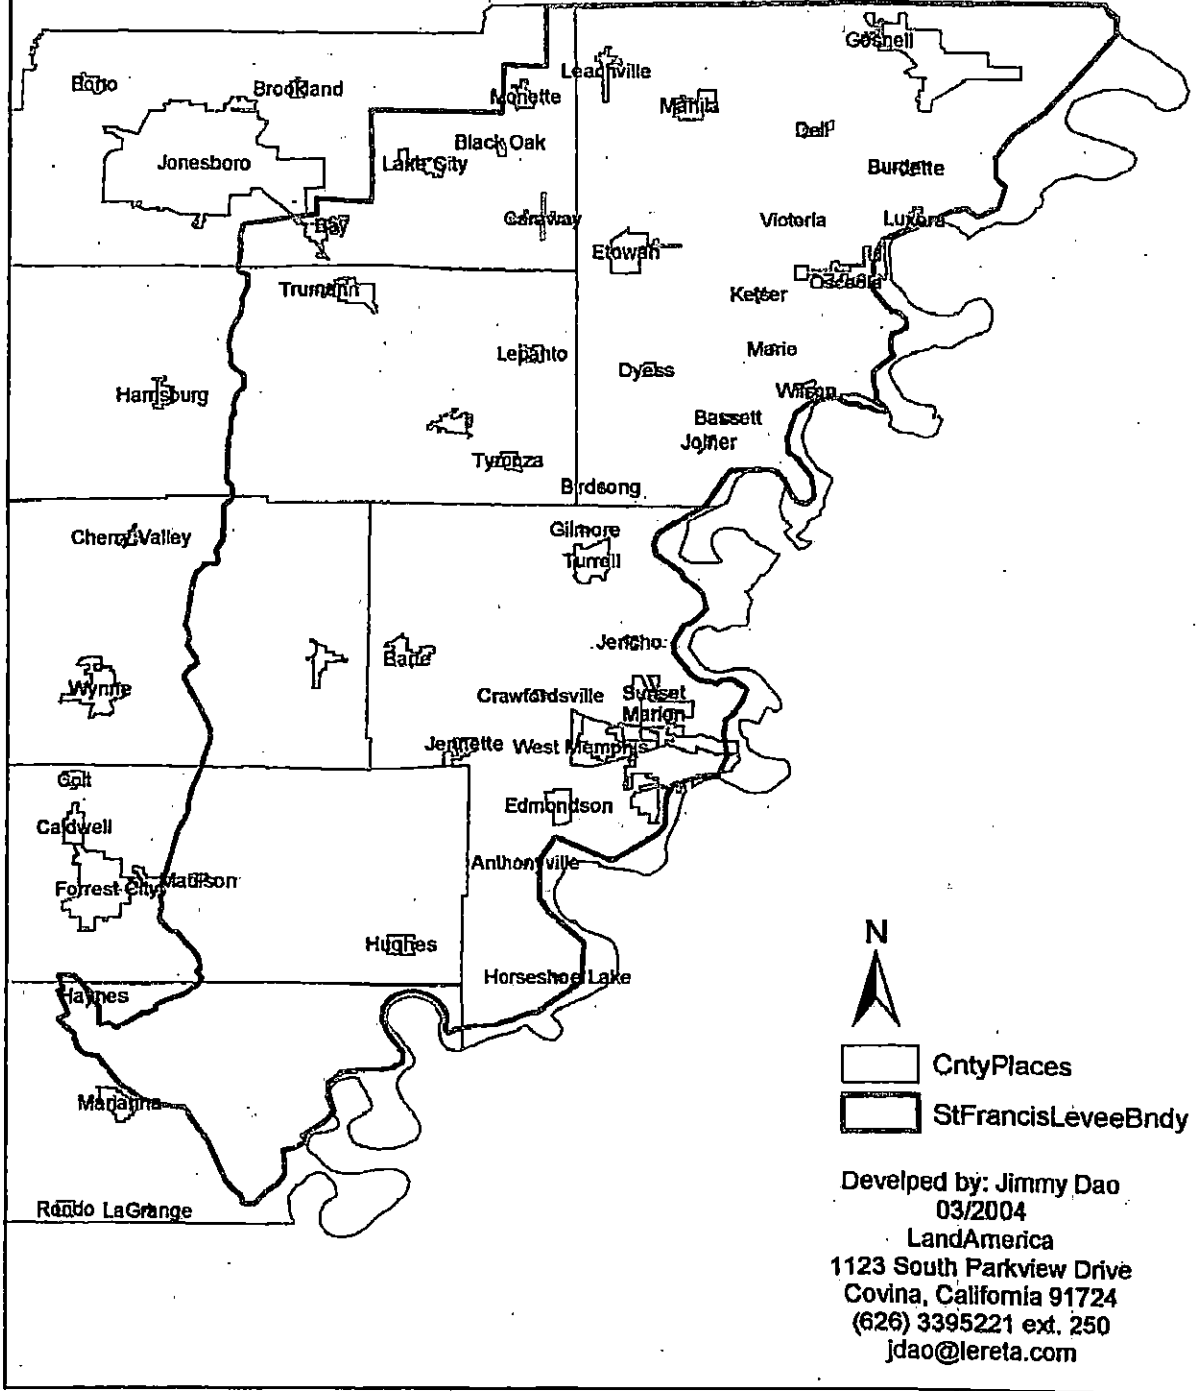 Gosnell
Leachville
Bono
Brookland
Monette
Manila
Dell
Black Oak
Jonesboro
Lake City
Burdette
Caraway
Victoria
Luxora
Bay
Etowah
Osceola
Trumann
Keiser
Lepanto
Marie
Dyess
Harrisburg
Wilson
Bassett
Joiner
Tyronza
Birdsong
Cherry Valley
Gilmore
Turrell
Jericho
Earle
Wynne
Crawfordsville
Sunset
Marion
Jennette
West Memphis
Colt
Edmondson
Caldwell
Anthonyville
Forrest City
Madison
Hughes
Horseshoe Lake
Haynes
Marianna
Rondo
LaGrange
N
CntyPlaces
StFrancisLeveeBndy
Develped by: Jimmy Dao
03/2004
LandAmerica
1123 South Parkview Drive
Covina, California 91724
(626) 3395221 ext. 250
jdao@lereta.com